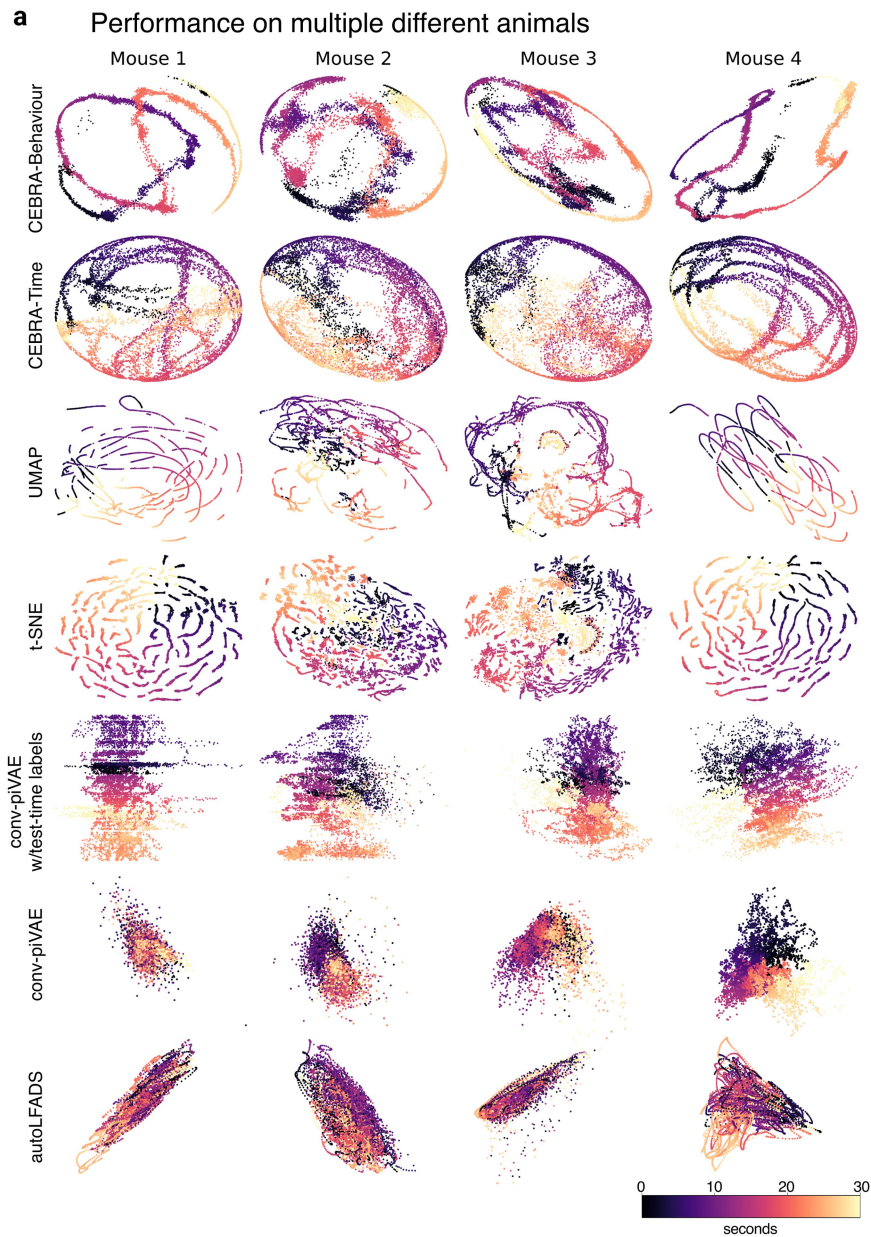 a
Performance on multiple different animals
Mouse 1 Mouse 2 Mouse 3 Mouse 4
CEBRA-Behaviour
CEBRA-Time
UMAP
t-SNE
conv-piVAE
w/test-time labels
conv-piVAE
autoLFADS
0 10 20 30
seconds